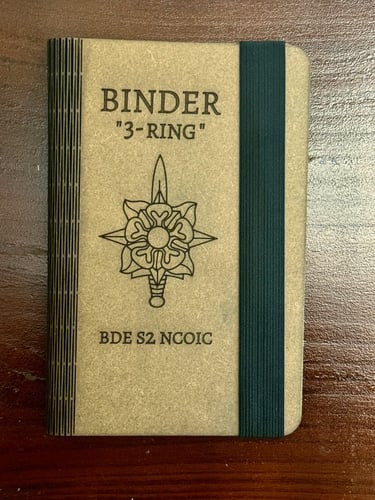 BINDER
"3-RING"
BDE S2 NCOIC